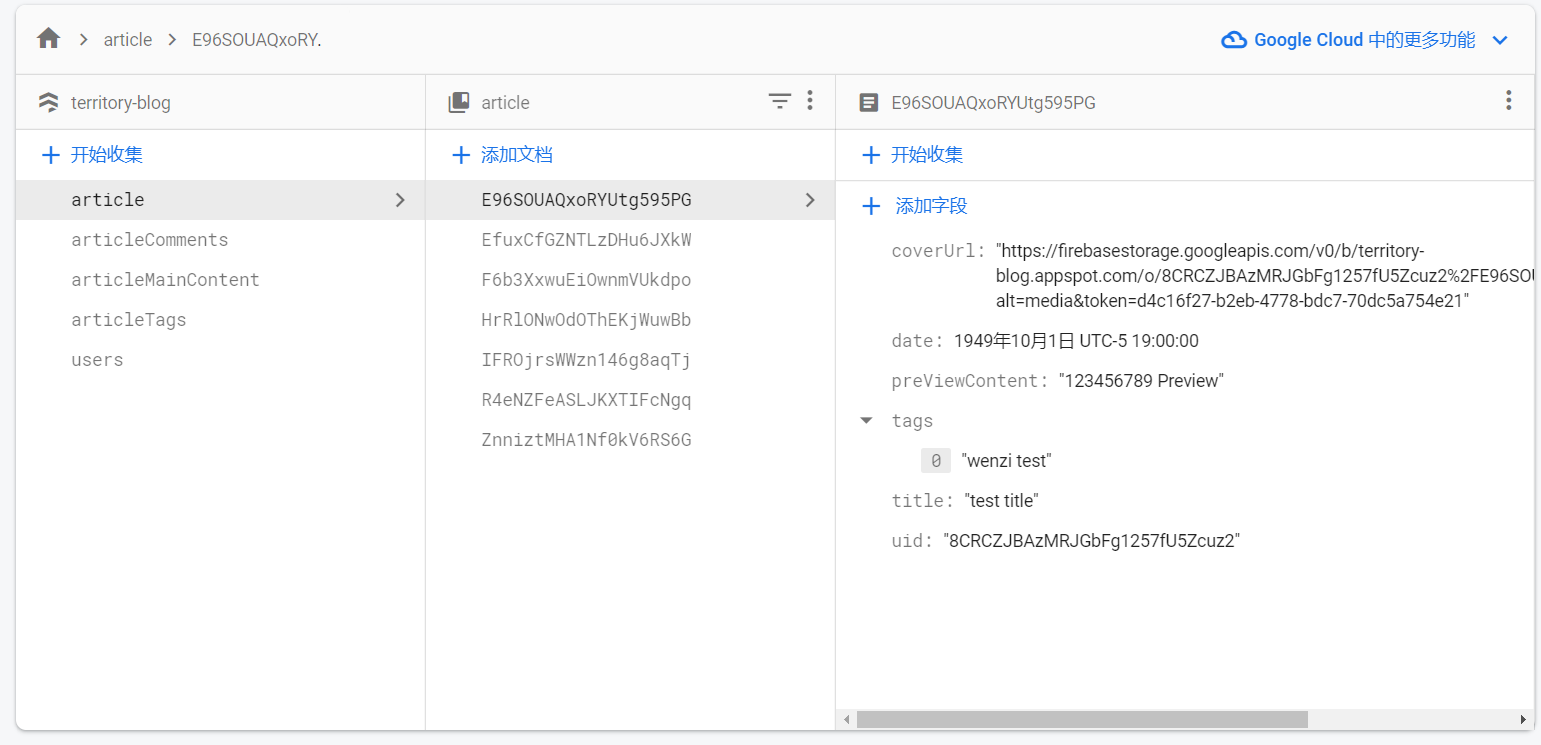 article
E96SOUAQxoRY.
Google Cloud 中的更多功能
territory-blog
开始收集
article
articleComments
articleMainContent
articleTags
users
article
添加文档
E96SOUAQxoRYUtg595PG
EfuxCfGZNTLzDHu6JXkW
F6b3XxwuEiOwnmVUkdpo
HrRlONwOdOThEKjWuwBb
IFROjrsWWzn146g8aqTj
R4eNZFeASLJKXTIFcNgq
ZnniztMHA1Nf0kV6RS6G
E96SOUAQxoRYUtg595PG
开始收集
添加字段
coverUrl: "https://firebasestorage.googleapis.com/v0/b/territory-
blog.appspot.com/o/8CRCZJBAzMRJGbFg1257fU5Zcuz2%2FE96SOU
alt=media&token=d4c16f27-b2eb-4778-bdc7-70dc5a754e21"
date: 1949年10月1日 UTC-5 19:00:00
preViewContent: "123456789 Preview"
tags
0 "wenzi test"
title: "test title"
uid: "8CRCZJBAzMRJGbFg1257fU5Zcuz2"